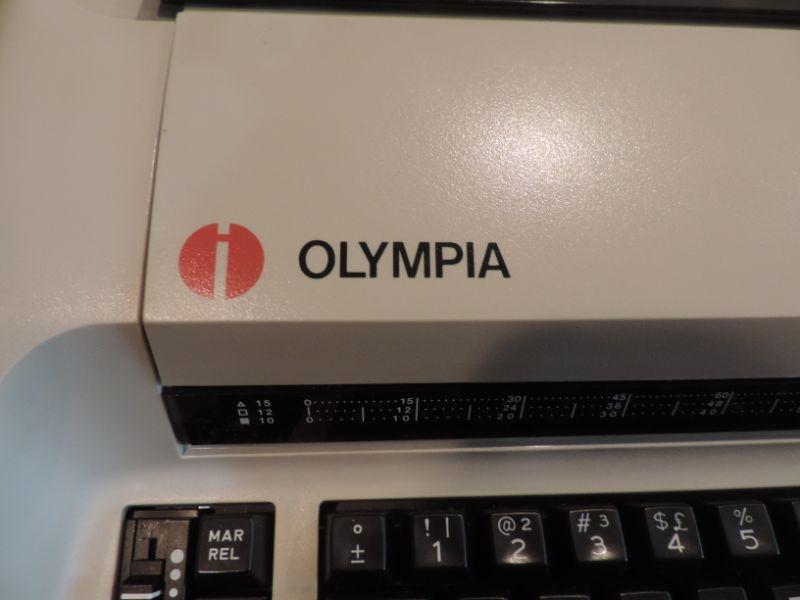 i OLYMPIA
△ 15 0 15 30 45 60
□ 12 12 24 36 48
■ 10 0 10 20 30 40
MAR
REL
° ! | @ 2 # 3 $ £ %
± 1 2 3 4 5